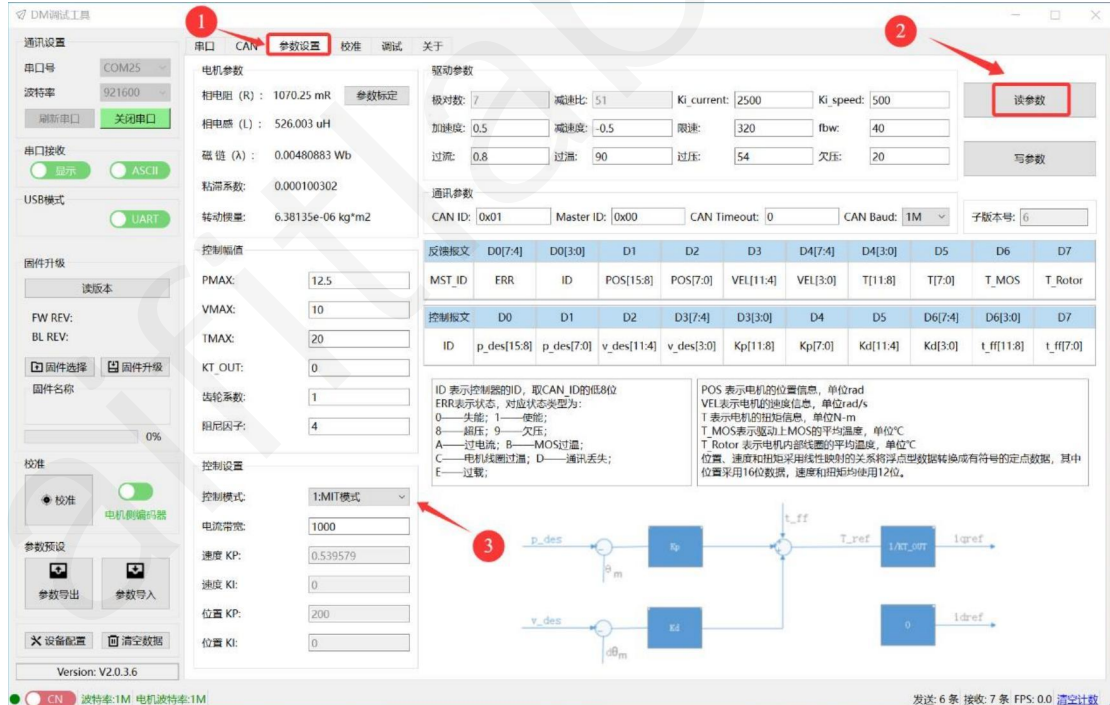 DM调试工具
1
2
通讯设置
串口号 COM25
波特率 921600
刷新串口 关闭串口
串口接收
显示 ASCII
USB模式
UART
固件升级
读版本
FW REV:
BL REV:
固件选择 固件升级
固件名称
0%
校准
校准 电机侧编码器
参数预设
参数导出 参数导入
设备配置 清空数据
Version: V2.0.3.6
串口 CAN 参数设置 校准 调试 关于
电机参数
相电阻 (R) : 1070.25 mR 参数标定
相电感 (L) : 526.003 uH
磁 链 (λ) : 0.00480883 Wb
粘滞系数: 0.000100302
转动惯量: 6.38135e-06 kg*m2
控制幅值
PMAX: 12.5
VMAX: 10
TMAX: 20
KT_OUT: 0
齿轮系数: 1
阻尼因子: 4
控制设置
控制模式: 1:MIT模式
电流带宽: 1000
速度 KP: 0.539579
速度 KI: 0
位置 KP: 200
位置 KI: 0
3
驱动参数
极对数: 7 减速比: 51 Ki_current: 2500 Ki_speed: 500
加速度: 0.5 减速度: -0.5 限速: 320 fbw: 40
过流: 0.8 过温: 90 过压: 54 欠压: 20
读参数
写参数
通讯参数
CAN ID: 0x01 Master ID: 0x00 CAN Timeout: 0 CAN Baud: 1M 子版本号: 6
反馈报文 D0[7:4] D0[3:0] D1 D2 D3 D4[7:4] D4[3:0] D5 D6 D7
MST_ID ERR ID POS[15:8] POS[7:0] VEL[11:4] VEL[3:0] T[11:8] T[7:0] T_MOS T_Rotor
控制报文 D0 D1 D2 D3[7:4] D3[3:0] D4 D5 D6[7:4] D6[3:0] D7
ID p_des[15:8] p_des[7:0] v_des[11:4] v_des[3:0] Kp[11:8] Kp[7:0] Kd[11:4] Kd[3:0] t_ff[11:8] t_ff[7:0]
ID 表示控制器的ID，取CAN_ID的低8位
ERR表示状态，对应状态类型为:
0——失能; 1——使能;
8——超压; 9——欠压;
A——过电流; B——MOS过温;
C——电机线圈过温; D——通讯丢失;
E——过载;
POS 表示电机的位置信息，单位rad
VEL表示电机的速度信息，单位rad/s
T 表示电机的扭矩信息，单位N-m
T_MOS表示驱动上MOS的平均温度，单位℃
T_Rotor 表示电机内部线圈的平均温度，单位℃
位置、速度和扭矩采用线性映射的关系将浮点型数据转换成有符号的定点数据，其中
位置采用16位数据，速度和扭矩均使用12位。
t_ff
p_des Kp T_ref 1/KT_OUT iqref
θm
v_des Kd 0 idref
dθm
CN 波特率:1M 电机波特率:1M
发送: 6 条 接收: 7 条 FPS: 0.0 清空计数